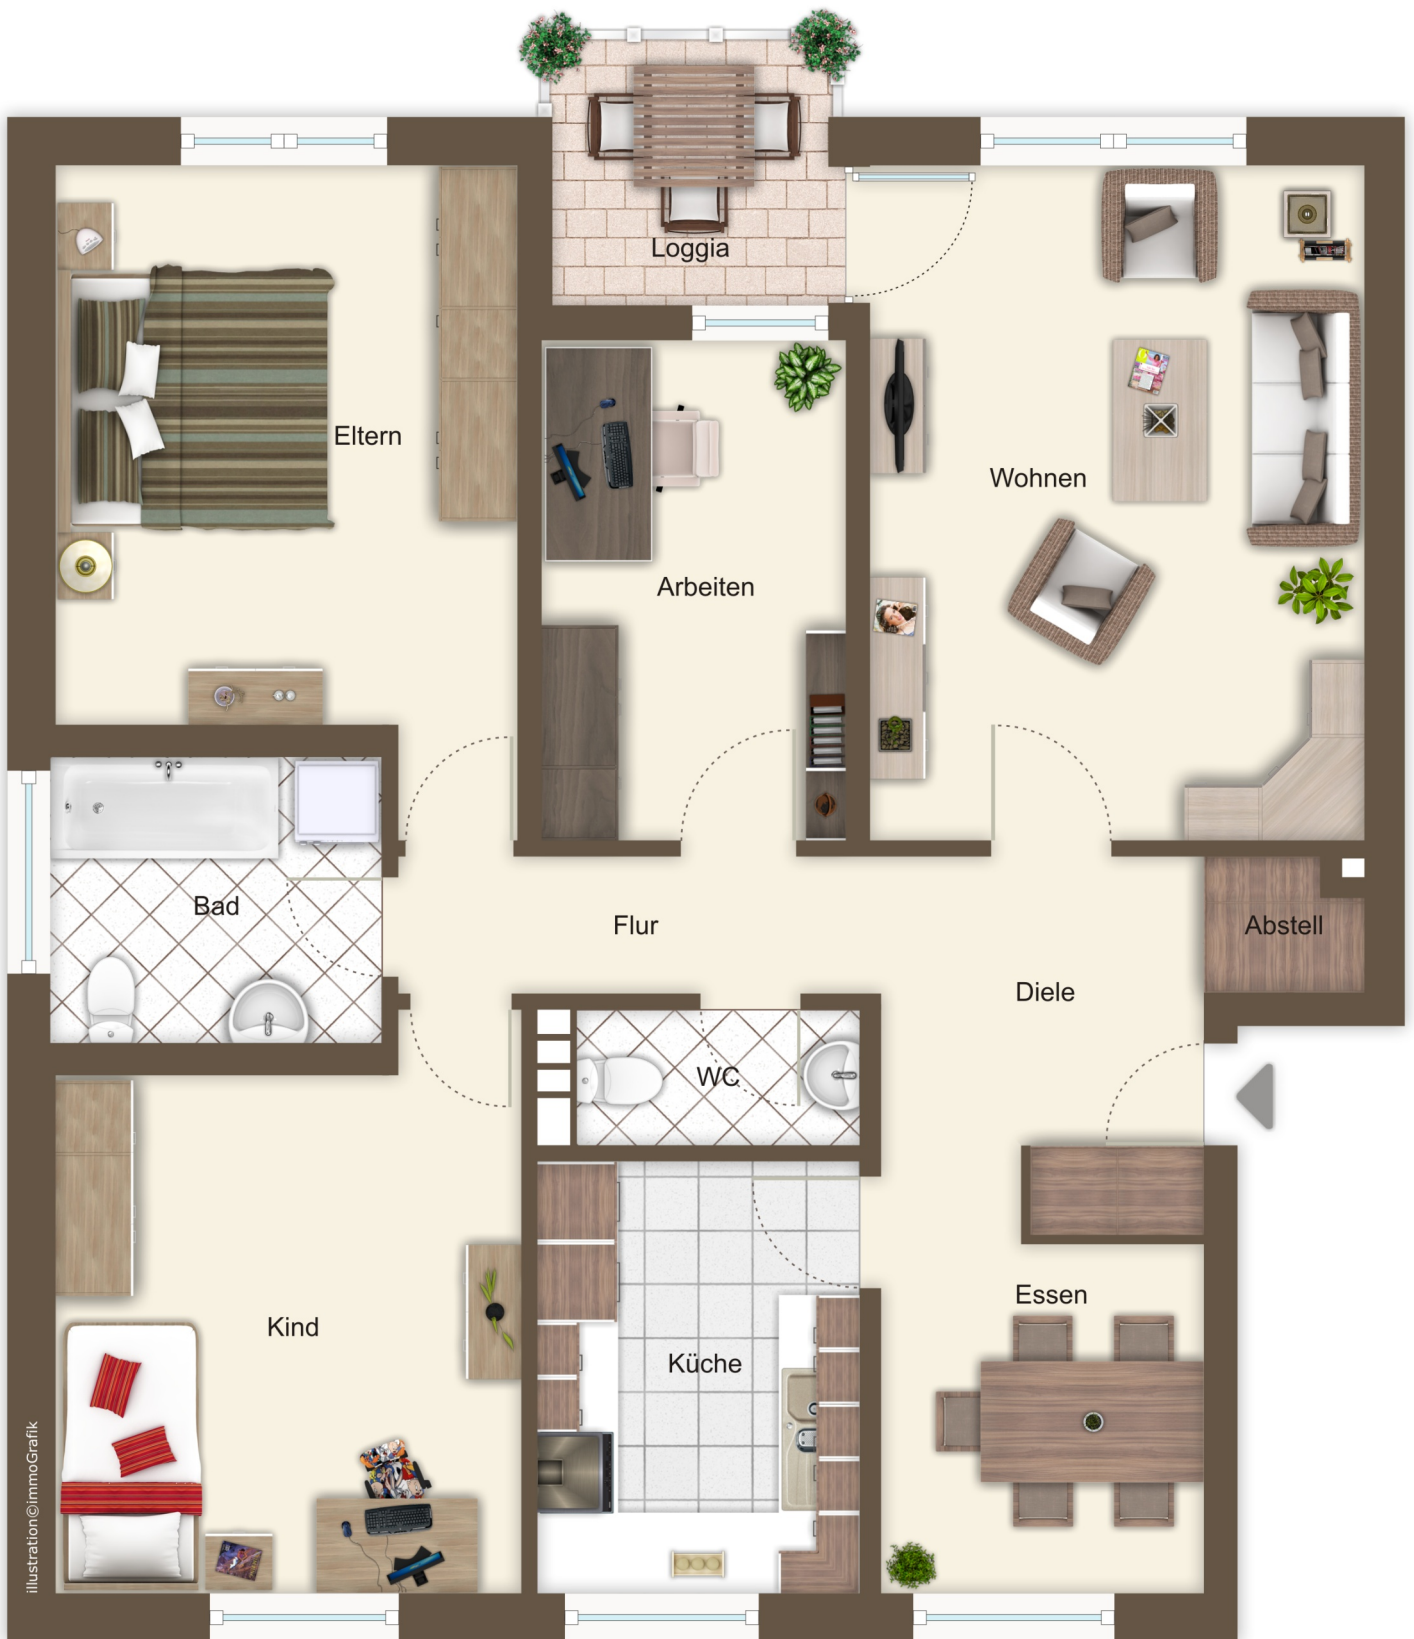 Loggia
Eltern
Wohnen
Arbeiten
Bad
Flur
Abstell
Diele
WC
Essen
Kind
Küche
illustration©immoGrafik